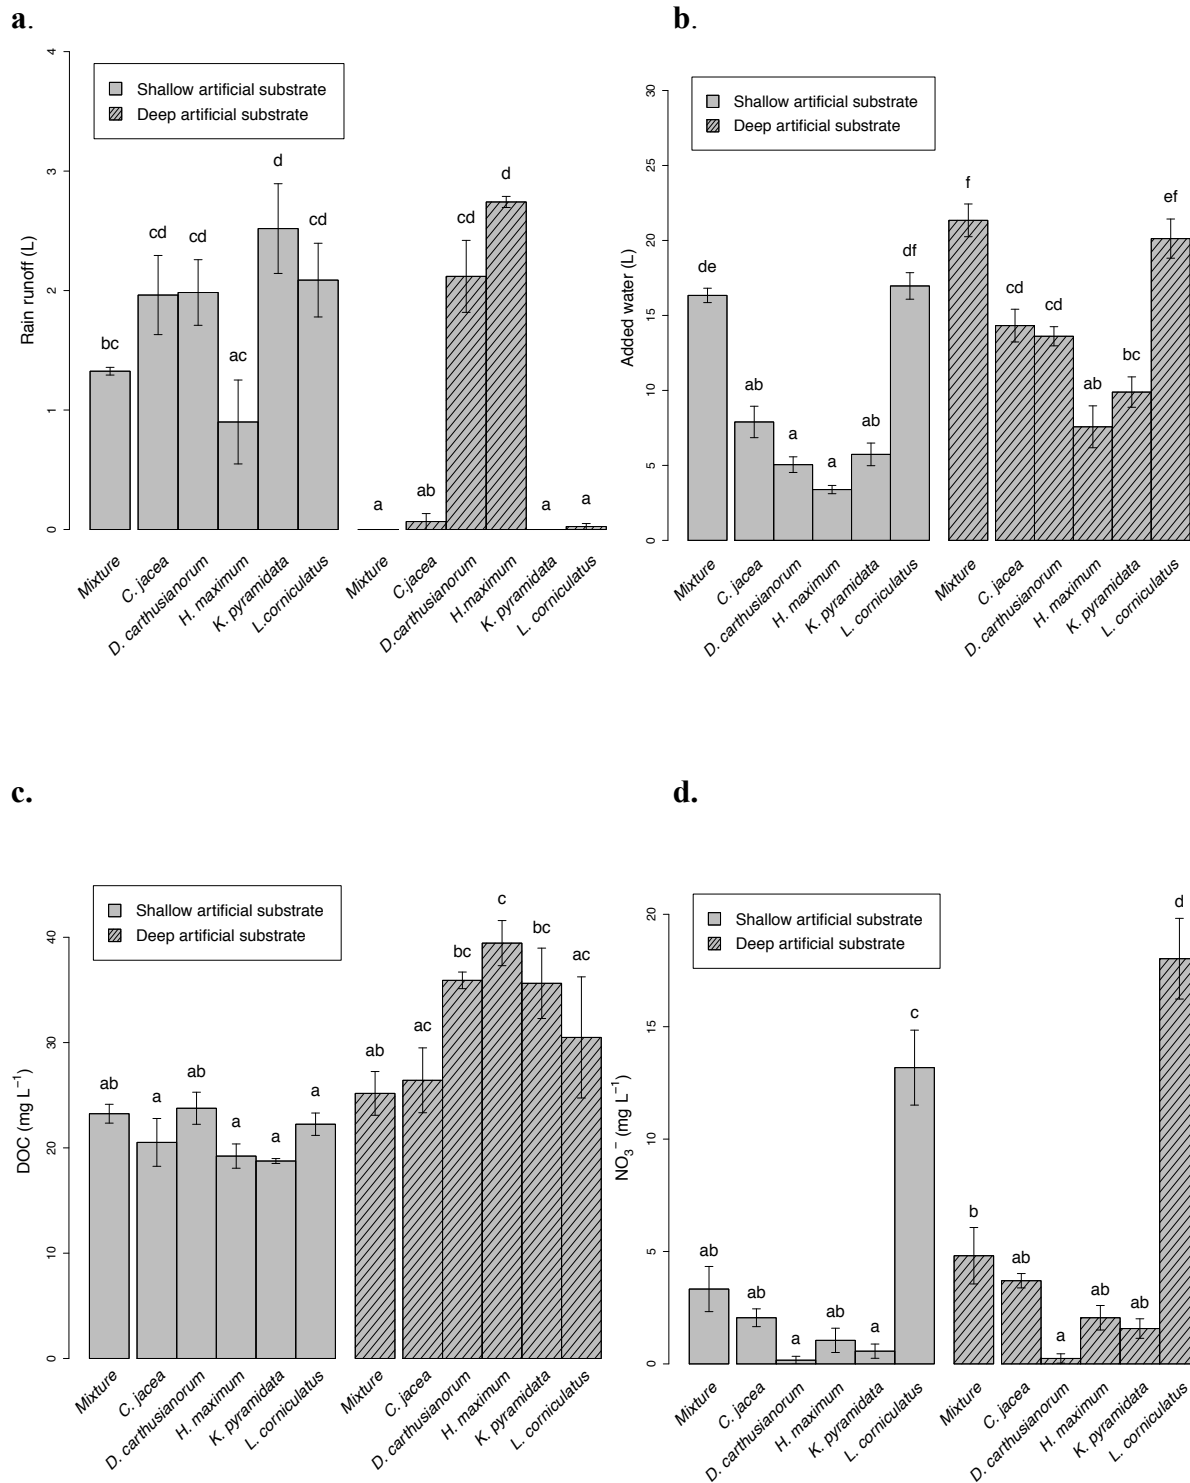 a.
Rain runoff (L)
0
1
2
3
4
Shallow artificial substrate
Deep artificial substrate
bc
cd
cd
ac
d
cd
a
ab
cd
d
a
a
Mixture
C. jacea
D. carthusianorum
H. maximum
K. pyramidata
L.corniculatus
Mixture
C.jacea
D.carthusianorum
H.maximum
K. pyramidata
L. corniculatus
b.
Added water (L)
0
5
10
15
20
25
30
Shallow artificial substrate
Deep artificial substrate
de
ab
a
a
ab
df
f
cd
cd
ab
bc
ef
Mixture
C. jacea
D. carthusianorum
H. maximum
K. pyramidata
L. corniculatus
Mixture
C. jacea
D. carthusianorum
H. maximum
K. pyramidata
L. corniculatus
c.
DOC (mg L⁻¹)
0
10
20
30
40
Shallow artificial substrate
Deep artificial substrate
ab
a
ab
a
a
a
ab
ac
bc
c
bc
ac
Mixture
C. jacea
D. carthusianorum
H. maximum
K. pyramidata
L. corniculatus
Mixture
C. jacea
D. carthusianorum
H. maximum
K. pyramidata
L. corniculatus
d.
NO₃⁻ (mg L⁻¹)
0
5
10
15
20
Shallow artificial substrate
Deep artificial substrate
ab
ab
a
ab
a
c
b
ab
a
ab
ab
d
Mixture
C. jacea
D. carthusianorum
H. maximum
K. pyramidata
L. corniculatus
Mixture
C. jacea
D. carthusianorum
H. maximum
K. pyramidata
L. corniculatus